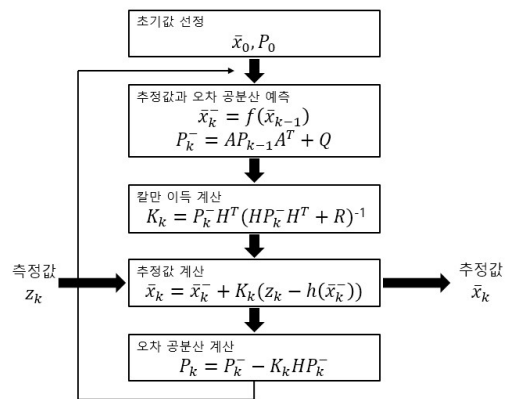 초기값 선정
x̄₀, P₀
추정값과 오차 공분산 예측
x̄ₖ⁻ = f(x̄ₖ₋₁)
Pₖ⁻ = APₖ₋₁Aᵀ + Q
칼만 이득 계산
Kₖ = Pₖ⁻Hᵀ(HPₖ⁻Hᵀ + R)⁻¹
측정값
zₖ
추정값 계산
x̄ₖ = x̄ₖ⁻ + Kₖ(zₖ − h(x̄ₖ⁻))
추정값
x̄ₖ
오차 공분산 계산
Pₖ = Pₖ⁻ − KₖHPₖ⁻